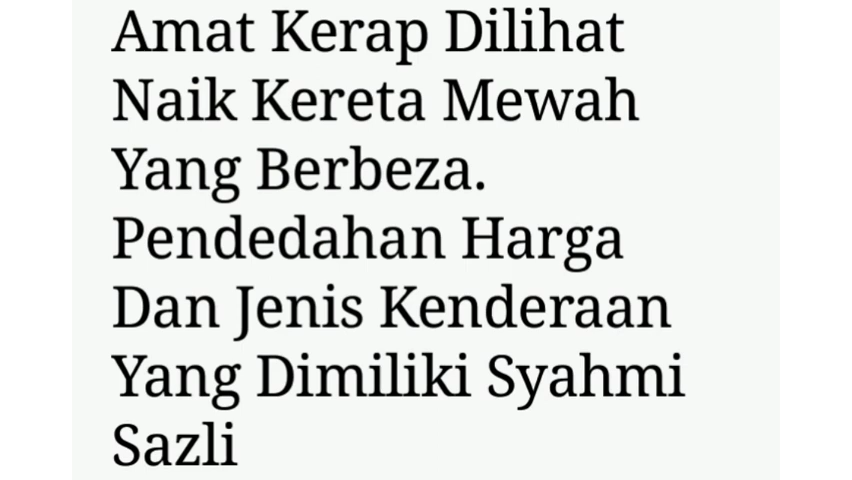 Amat Kerap Dilihat
Naik Kereta Mewah
Yang Berbeza.
Pendedahan Harga
Dan Jenis Kenderaan
Yang Dimiliki Syahmi
Sazli